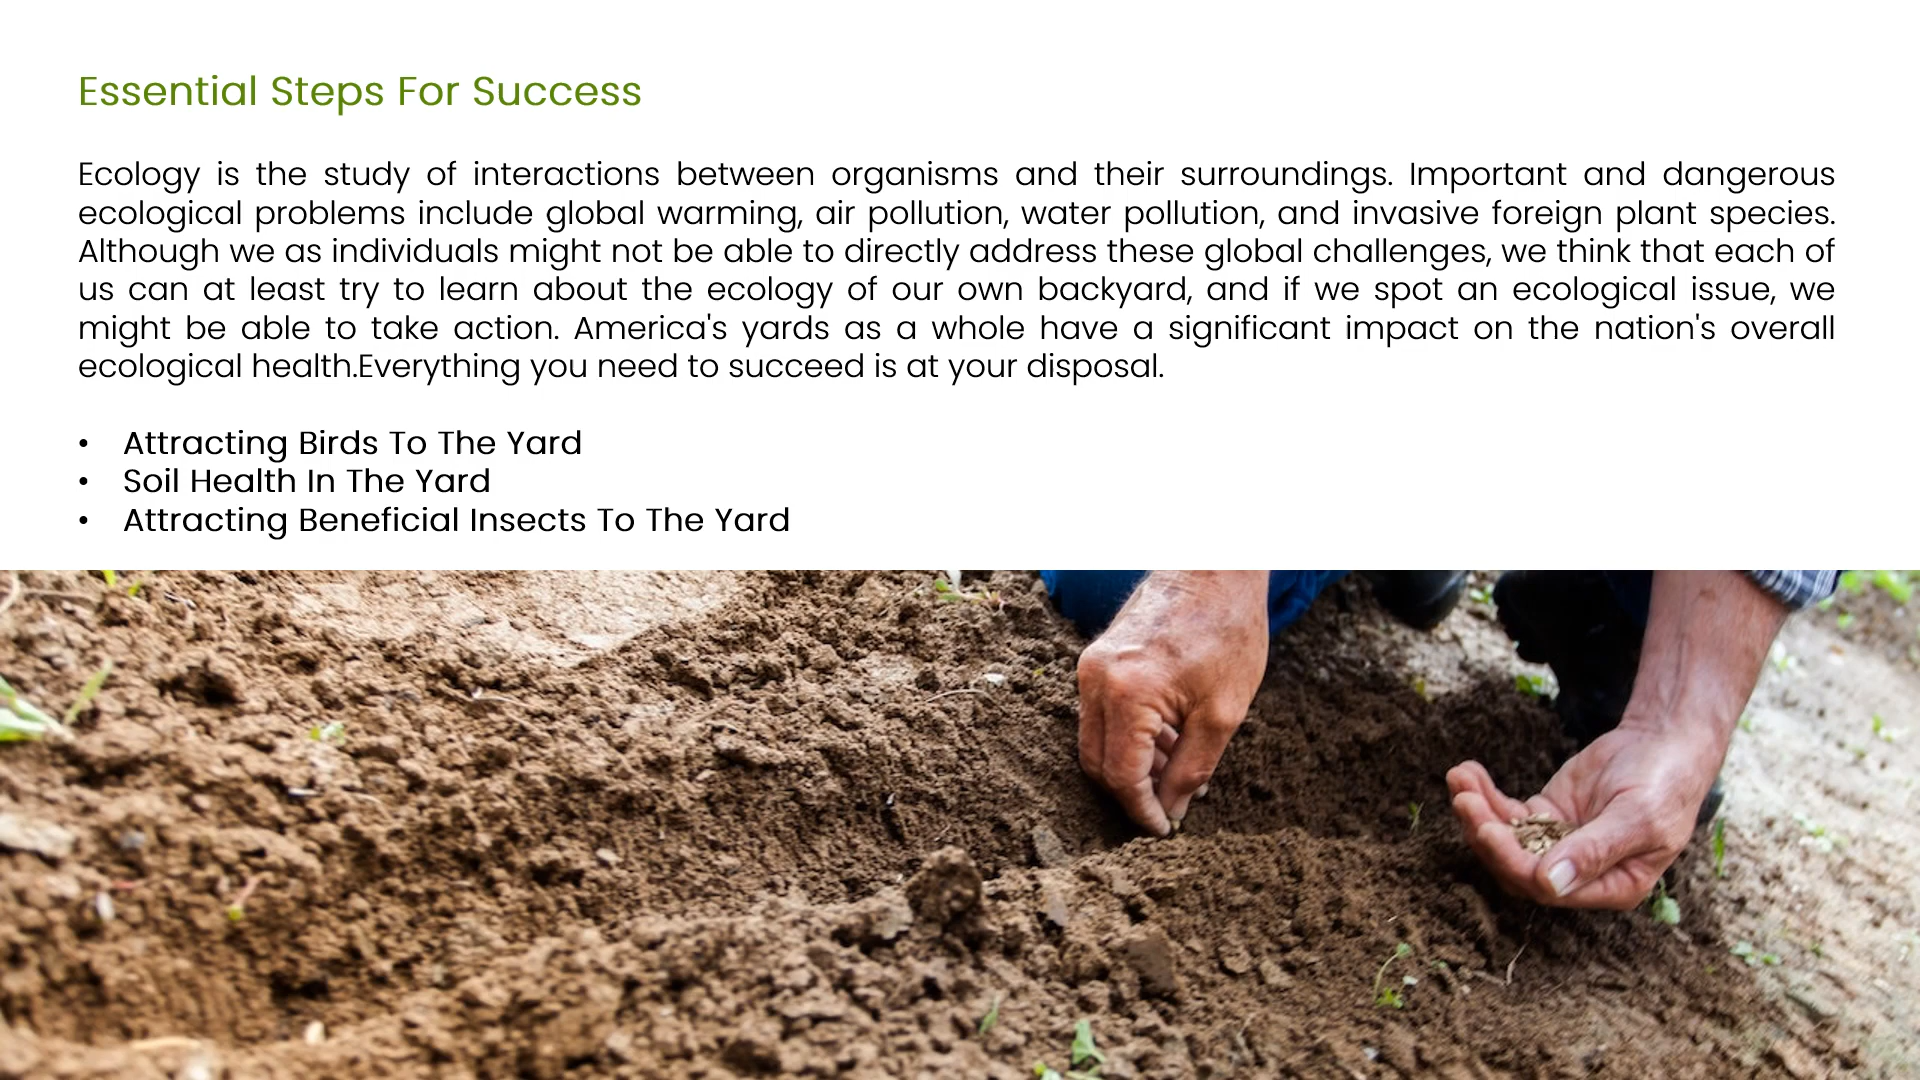 Essential Steps For Success
Ecology is the study of interactions between organisms and their surroundings. Important and dangerous
ecological problems include global warming, air pollution, water pollution, and invasive foreign plant species.
Although we as individuals might not be able to directly address these global challenges, we think that each of
us can at least try to learn about the ecology of our own backyard, and if we spot an ecological issue, we
might be able to take action. America's yards as a whole have a significant impact on the nation's overall
ecological health.Everything you need to succeed is at your disposal.
• Attracting Birds To The Yard
• Soil Health In The Yard
• Attracting Beneficial Insects To The Yard